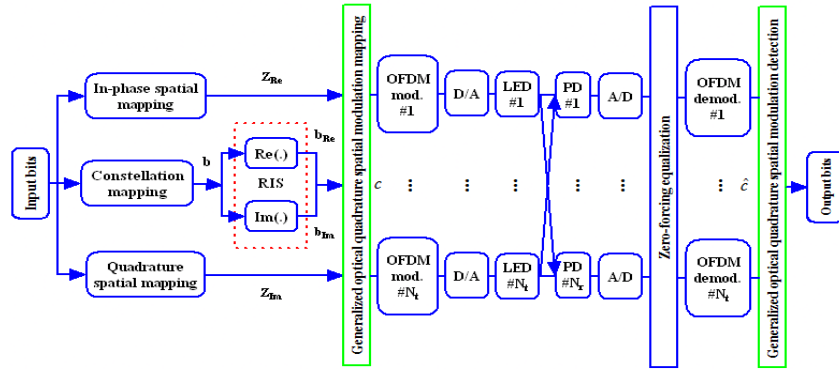 Input bits
In-phase spatial
mapping
Z_Re
Constellation
mapping
b
Re(.)
RIS
Im(.)
b_Re
b_Im
Quadrature
spatial mapping
Z_Im
Generalized optical quadrature spatial modulation mapping
c
OFDM
mod.
#1
D/A
LED
#1
PD
#1
A/D
⋮ ⋮ ⋮ ⋮ ⋮
OFDM
mod.
#N_t
D/A
LED
#N_t
PD
#N_r
A/D
Zero-forcing equalization
OFDM
demod.
#1
⋮
ĉ
OFDM
demod.
#N_t
Generalized optical quadrature spatial modulation detection
Output bits